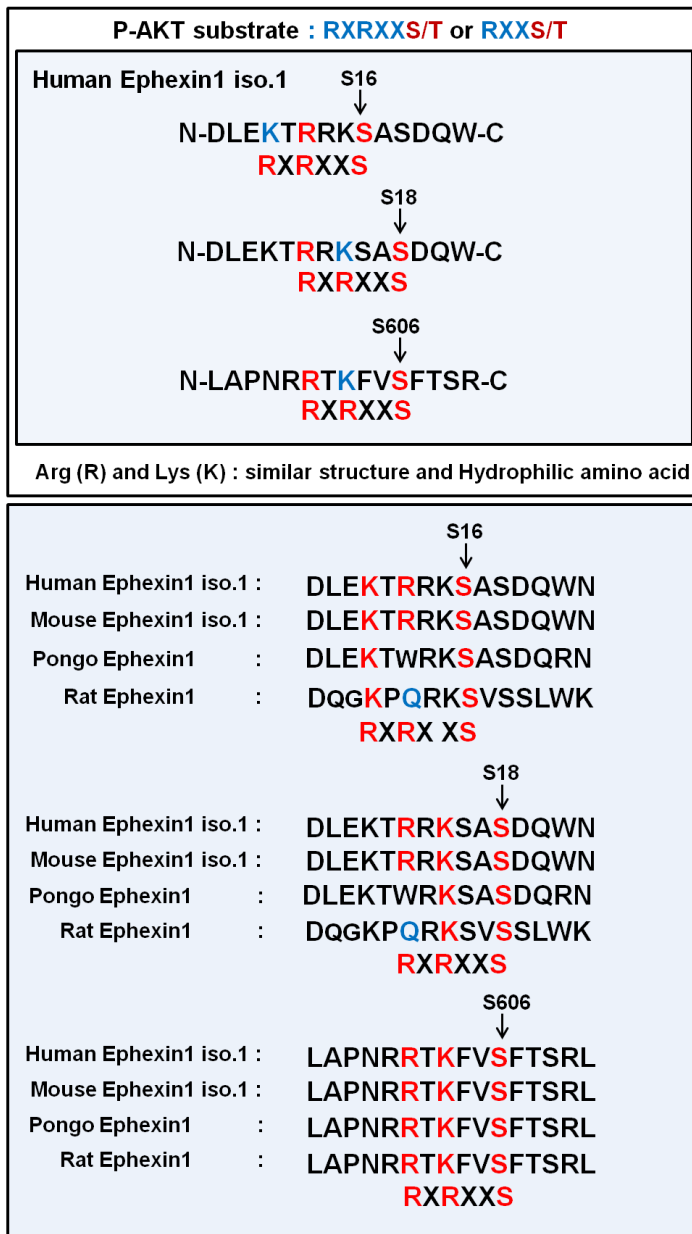 P-AKT substrate : RXRXXS/T or RXXS/T
Human Ephexin1 iso.1
S16
N-DLEKTRRKSASDQW-C
RXRXXS
S18
N-DLEKTRRKSASDQW-C
RXRXXS
S606
N-LAPNRRTKFVSFTSR-C
RXRXXS
Arg (R) and Lys (K) : similar structure and Hydrophilic amino acid
S16
Human Ephexin1 iso.1 : DLEKTRRKSASDQWN
Mouse Ephexin1 iso.1 : DLEKTRRKSASDQWN
Pongo Ephexin1 : DLEKTWRKSASDQRN
Rat Ephexin1 : DQGKPQRKSVSSLWK
RXRX XS
S18
Human Ephexin1 iso.1 : DLEKTRRKSASDQWN
Mouse Ephexin1 iso.1 : DLEKTRRKSASDQWN
Pongo Ephexin1 : DLEKTWRKSASDQRN
Rat Ephexin1 : DQGKPQRKSVSSLWK
RXRXXS
S606
Human Ephexin1 iso.1 : LAPNRRTKFVSFTSRL
Mouse Ephexin1 iso.1 : LAPNRRTKFVSFTSRL
Pongo Ephexin1 : LAPNRRTKFVSFTSRL
Rat Ephexin1 : LAPNRRTKFVSFTSRL
RXRXXS